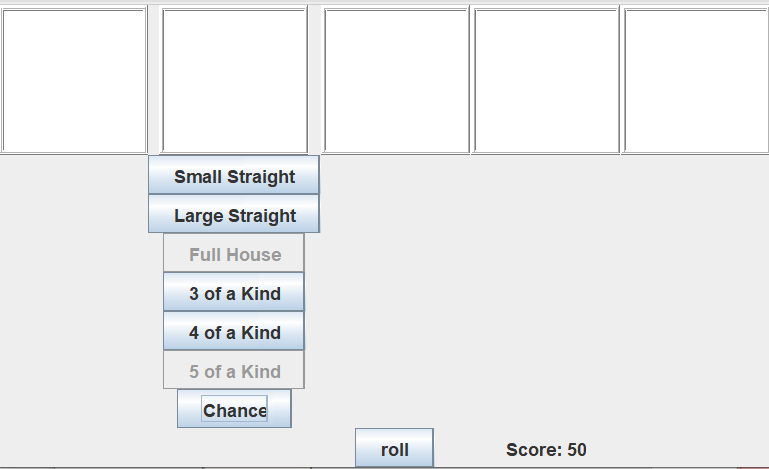 Small Straight
Large Straight
Full House
3 of a Kind
4 of a Kind
5 of a Kind
Chance
roll Score: 50